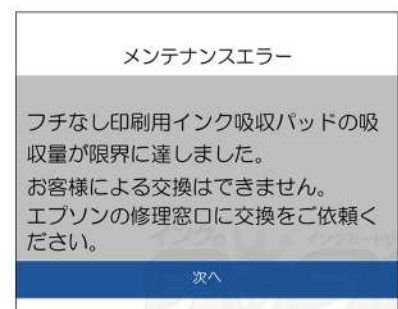 メンテナンスエラー
フチなし印刷用インク吸収パッドの吸
収量が限界に達しました。
お客様による交換はできません。
エプソンの修理窓口に交換をご依頼く
ださい。
次へ